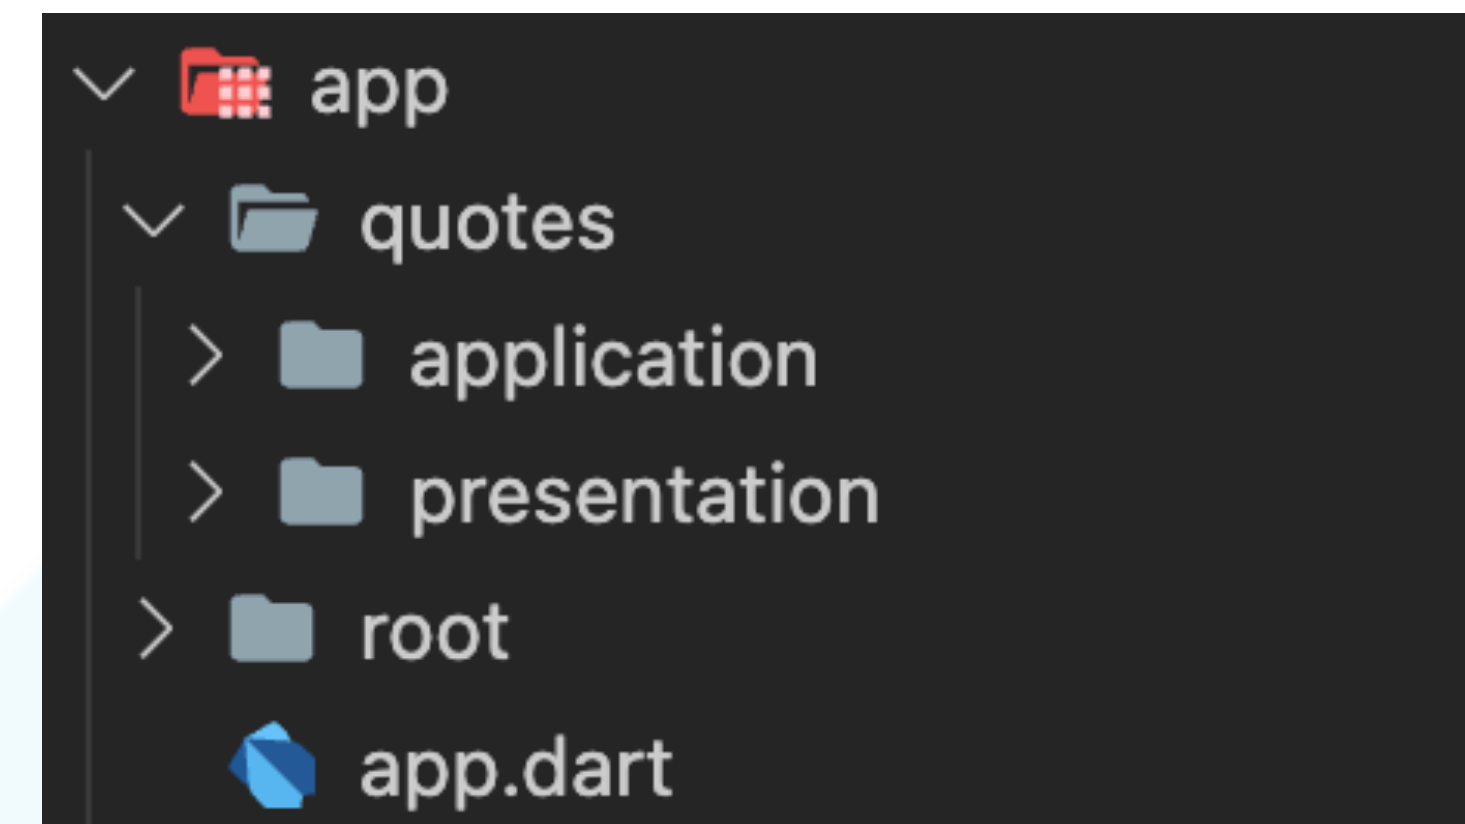 app
quotes
application
presentation
root
app.dart